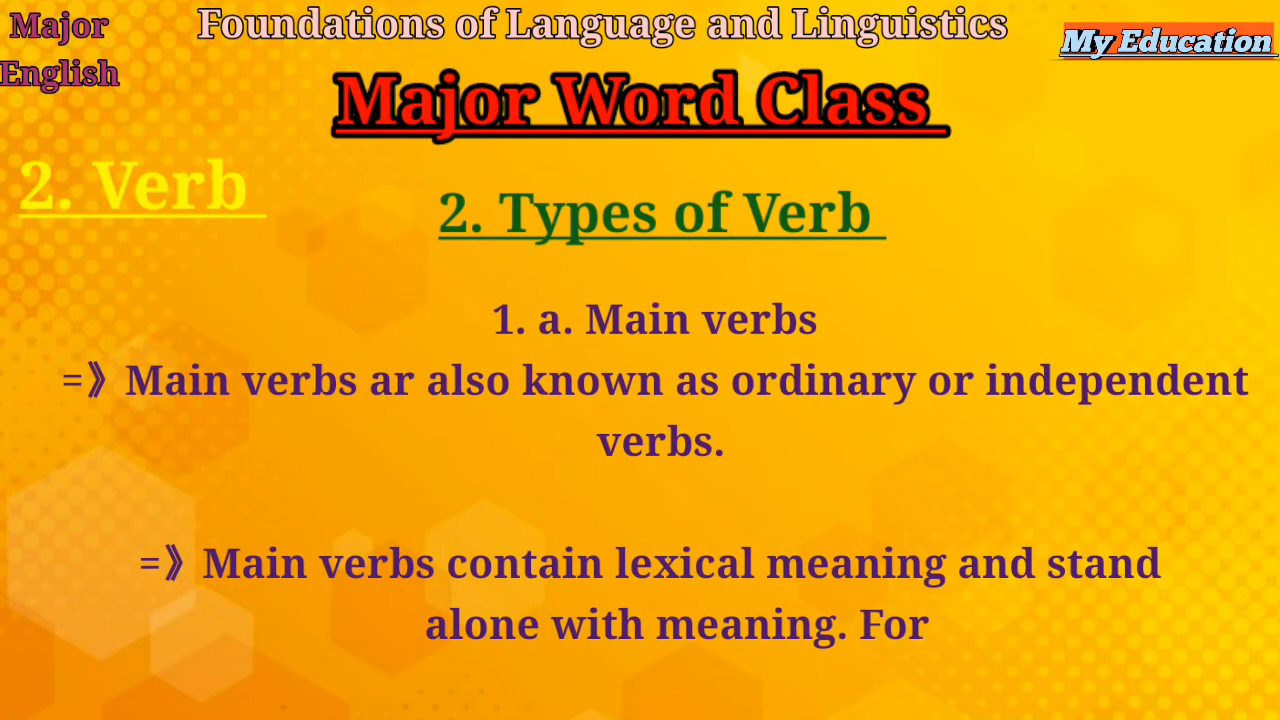 Major
English
Foundations of Language and Linguistics
My Education
Major Word Class
2. Verb
2. Types of Verb
1. a. Main verbs
=》Main verbs ar also known as ordinary or independent
verbs.
=》Main verbs contain lexical meaning and stand
alone with meaning. For